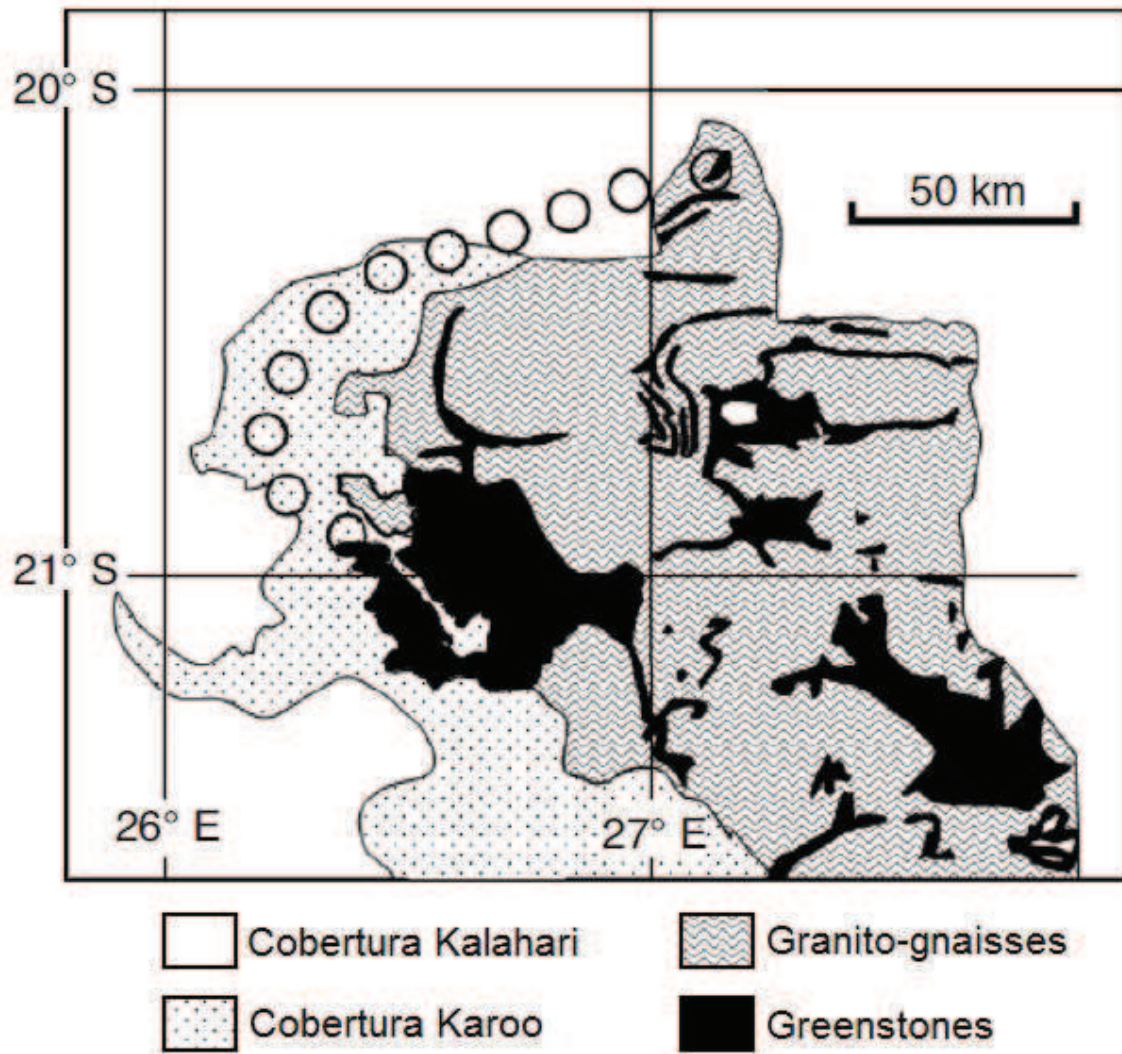 20° S
50 km
21° S
26° E
27° E
Cobertura Kalahari
Granito-gnaisses
Cobertura Karoo
Greenstones